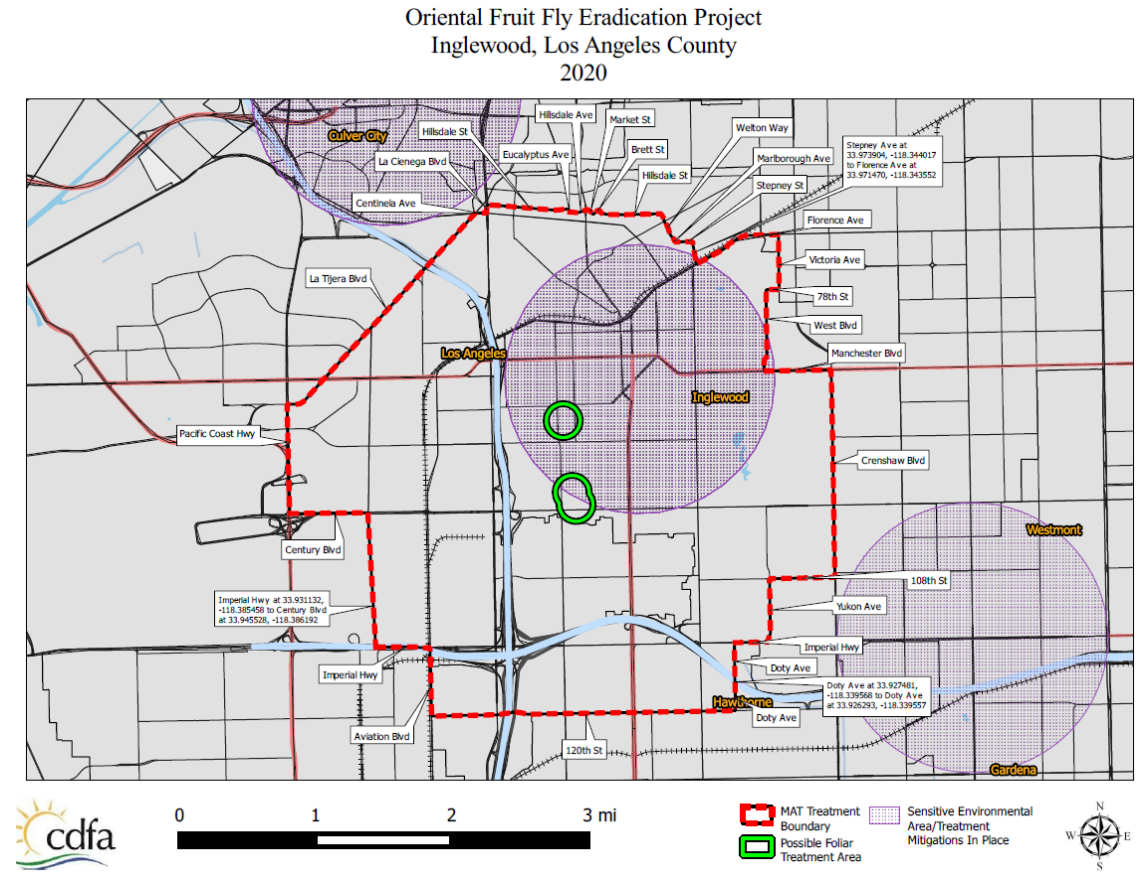 Oriental Fruit Fly Eradication Project
Inglewood, Los Angeles County
2020
Hillsdale Ave
Market St
Welton Way
Hillsdale St
Culver City
Brett St
Stepney Ave at
33.973904, -118.344017
to Florence Ave at
33.971470, -118.343552
Eucalyptus Ave
La Cienega Blvd
Marlborough Ave
Hillsdale St
Stepney St
Centinela Ave
Florence Ave
Victoria Ave
La Tijera Blvd
78th St
West Blvd
Los Angeles
Manchester Blvd
Inglewood
Pacific Coast Hwy
Crenshaw Blvd
Westmont
Century Blvd
108th St
Imperial Hwy at 33.931132,
-118.385458 to Century Blvd
at 33.945528, -118.386192
Yukon Ave
Imperial Hwy
Imperial Hwy
Doty Ave
Doty Ave at 33.927481,
-118.339568 to Doty Ave
at 33.926293, -118.339557
Hawthorne
Doty Ave
Aviation Blvd
120th St
Gardena
cdfa
0 1 2 3 mi
MAT Treatment
Boundary
Possible Foliar
Treatment Area
Sensitive Environmental
Area/Treatment
Mitigations In Place
N
W E
S